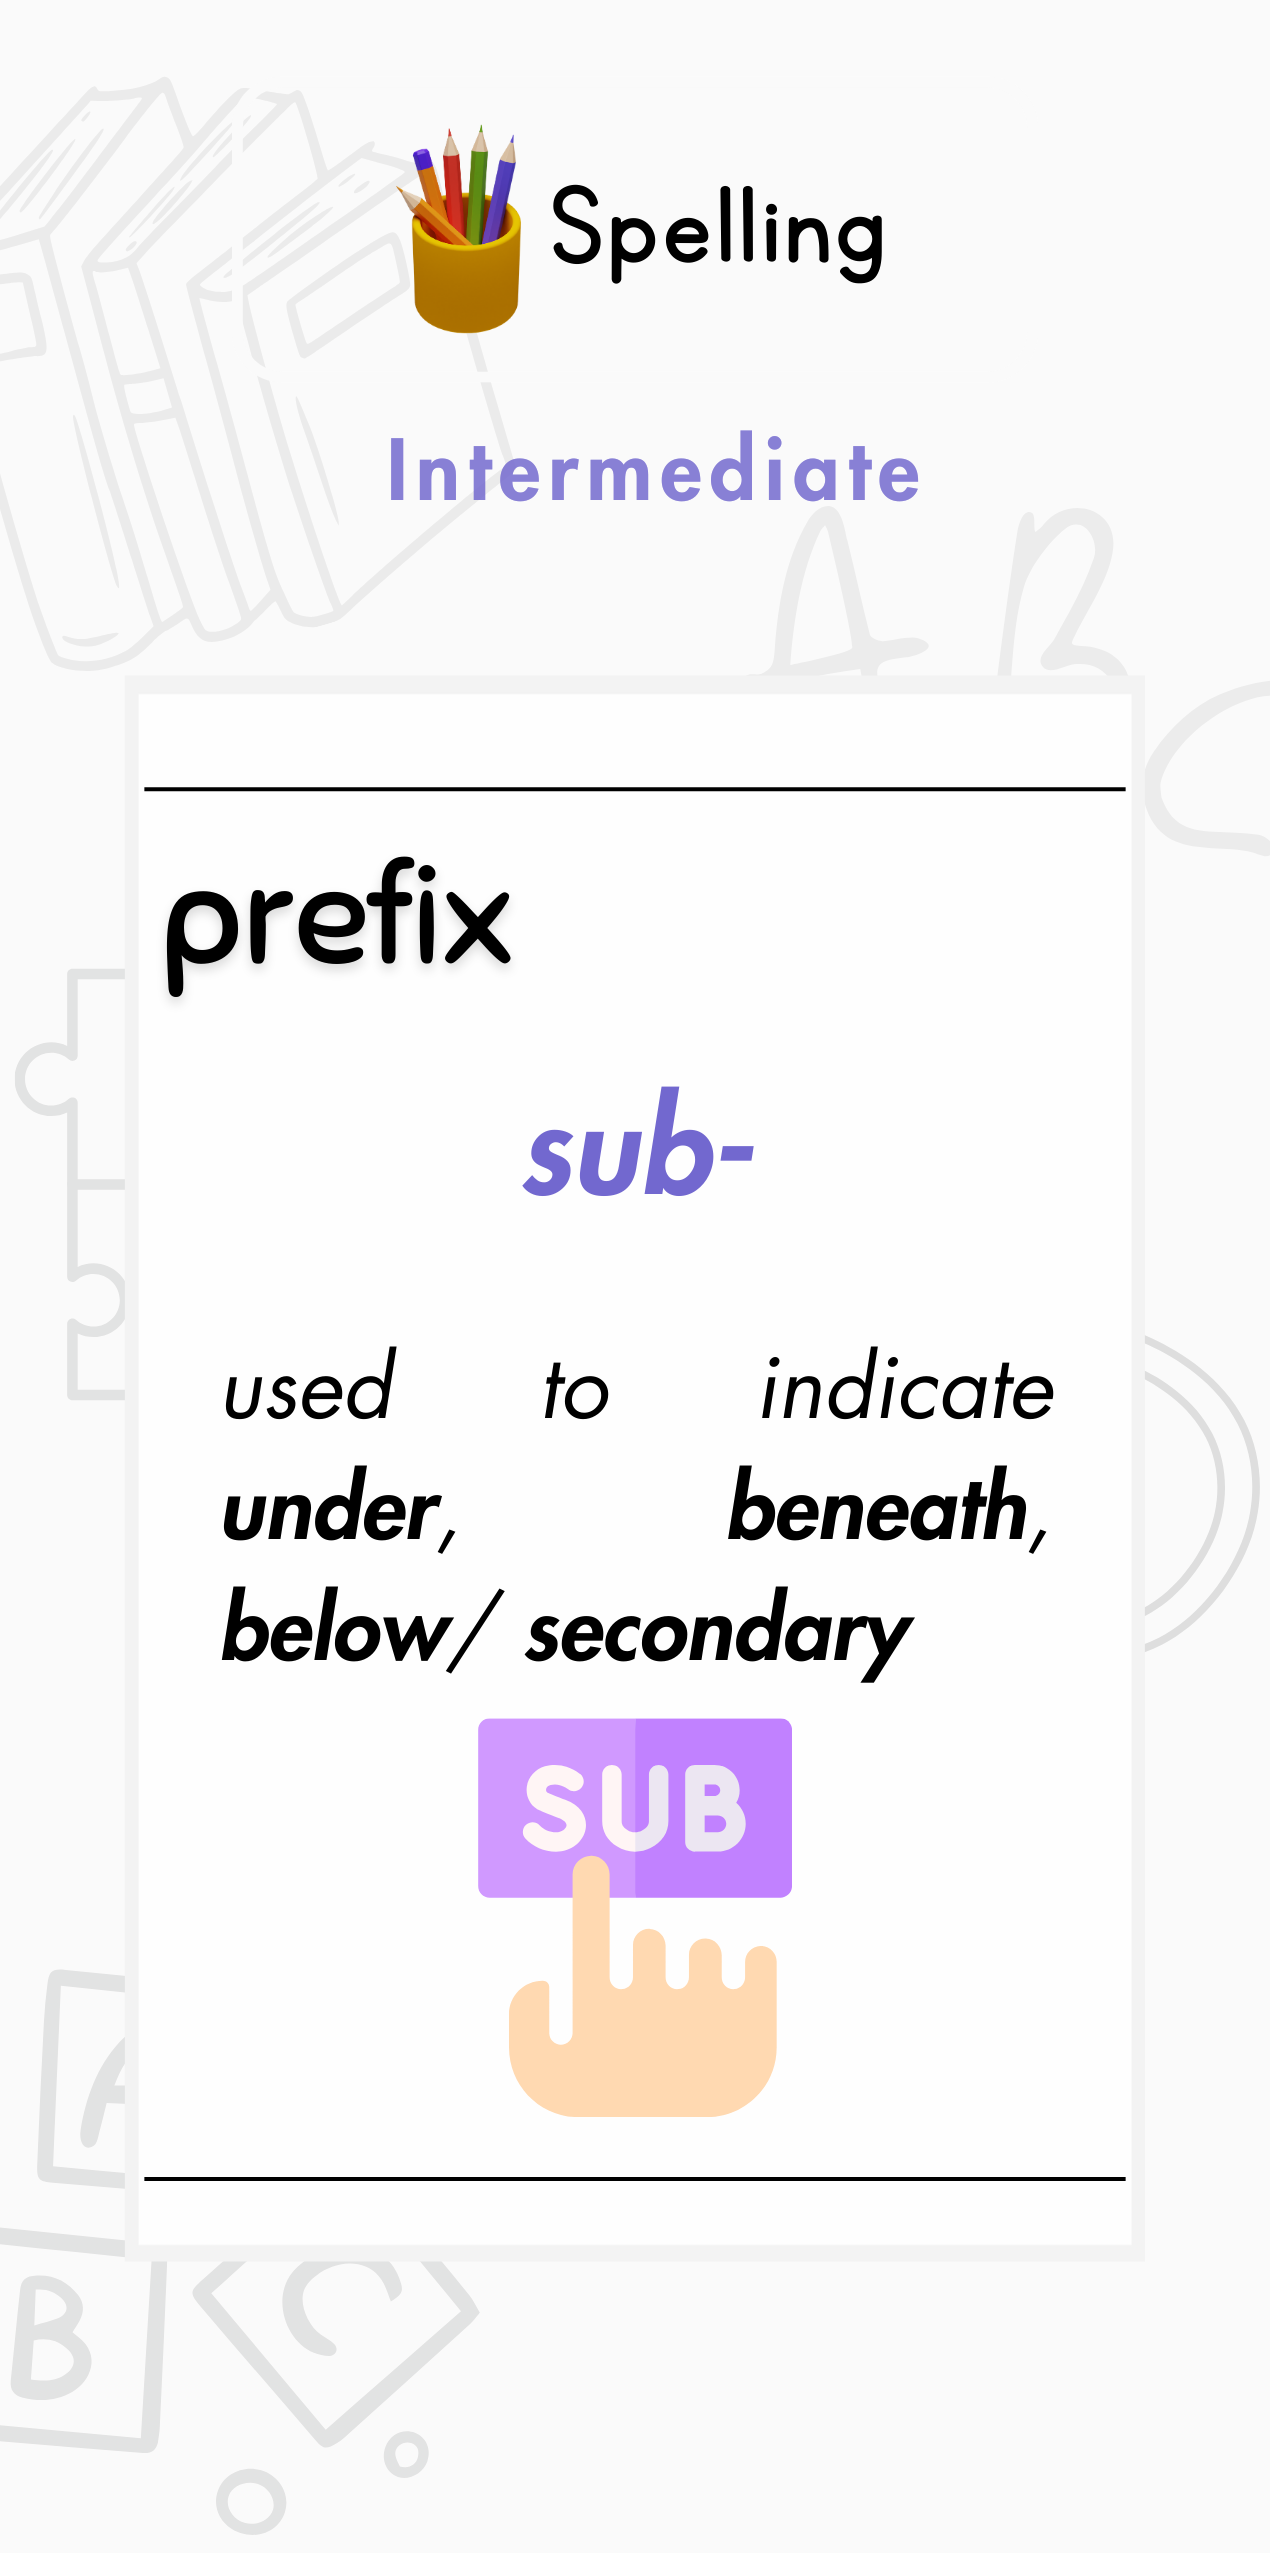 Spelling
Intermediate
A B
prefix
sub-
used to indicate
under, beneath,
below/ secondary
SUB
A
B
C